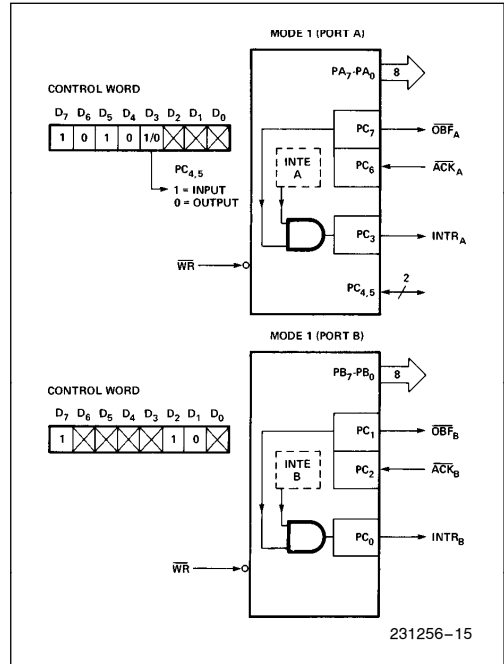 MODE 1 (PORT A)
PA7-PA0
8
CONTROL WORD
D7 D6 D5 D4 D3 D2 D1 D0
1 0 1 0 1/0
PC4,5
1 = INPUT
0 = OUTPUT
PC7
OBFA
INTE
A
PC6
ACKA
PC3
INTRA
WR
PC4,5
2
MODE 1 (PORT B)
PB7-PB0
8
CONTROL WORD
D7 D6 D5 D4 D3 D2 D1 D0
1 1 0
PC1
OBFB
INTE
B
PC2
ACKB
PC0
INTRB
WR
231256–15